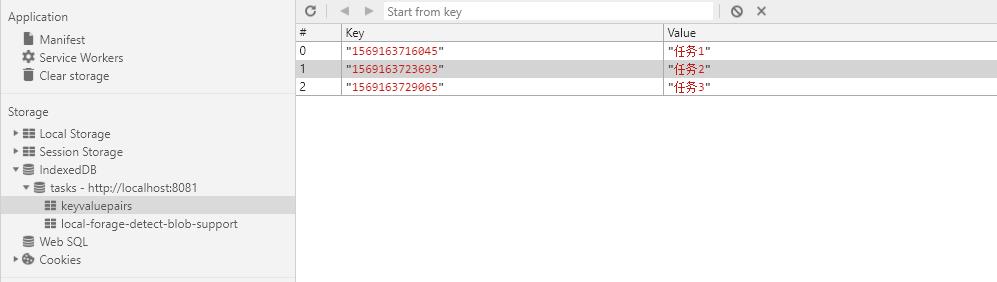 Application
Manifest
Service Workers
Clear storage
Storage
Local Storage
Session Storage
IndexedDB
tasks - http://localhost:8081
keyvaluepairs
local-forage-detect-blob-support
Web SQL
Cookies
Start from key
# Key Value
0 "1569163716045" "任务1"
1 "1569163723693" "任务2"
2 "1569163729065" "任务3"